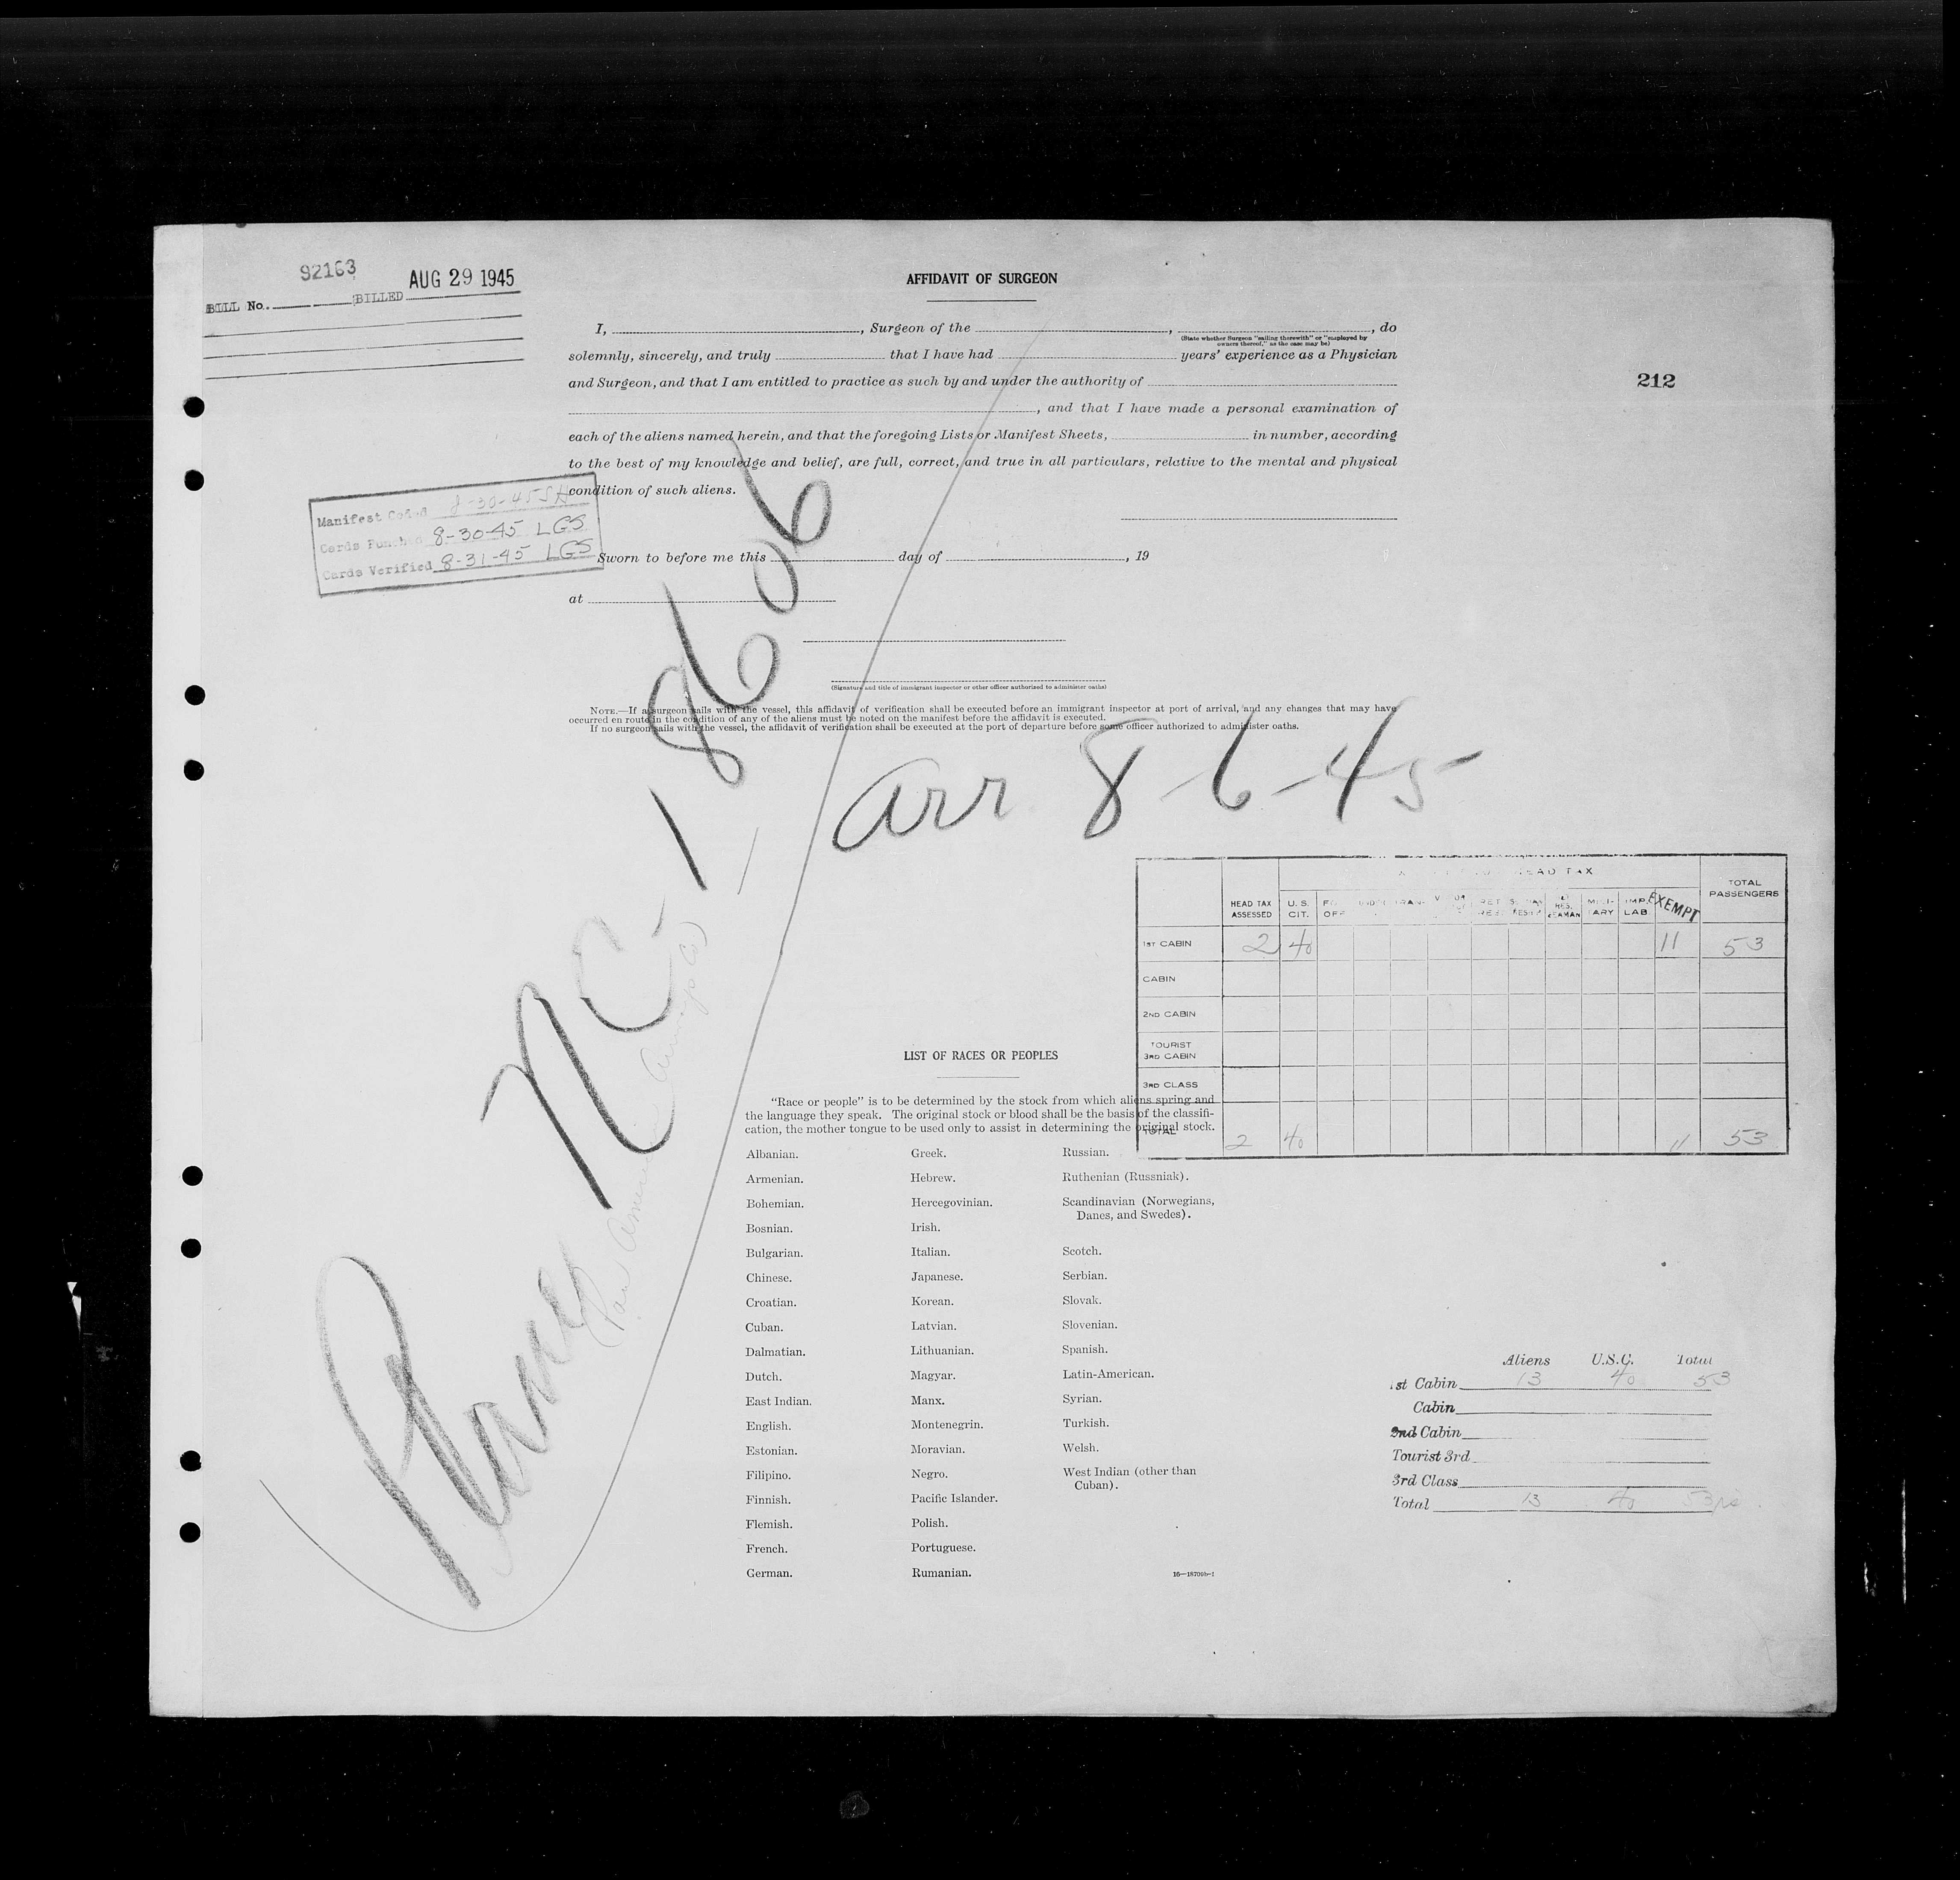 92163
AUG 29 1945
BILL No. BILLED
AFFIDAVIT OF SURGEON
I, , Surgeon of the , , do
(State whether Surgeon "sailing therewith" or "employed by
owners thereof," as the case may be)
solemnly, sincerely, and truly that I have had years' experience as a Physician
and Surgeon, and that I am entitled to practice as such by and under the authority of
212
, and that I have made a personal examination of
each of the aliens named herein, and that the foregoing Lists or Manifest Sheets, in number, according
to the best of my knowledge and belief, are full, correct, and true in all particulars, relative to the mental and physical
condition of such aliens.
Manifest Coded 8-30-45 SH
Cards Punched 8-30-45 LGS
Cards Verified 8-31-45 LGS
Sworn to before me this day of , 19
at
(Signature and title of immigrant inspector or other officer authorized to administer oaths)
NOTE.—If a surgeon sails with the vessel, this affidavit of verification shall be executed before an immigrant inspector at port of arrival, and any changes that may have
occurred en route in the condition of any of the aliens must be noted on the manifest before the affidavit is executed.
If no surgeon sails with the vessel, the affidavit of verification shall be executed at the port of departure before some officer authorized to administer oaths.
Plane NC-18606
(Pan American Airways Co)
arr 8-6-45
HEAD TAX
HEAD TAX ASSESSED U.S. CIT. MILI-TARY IMP. LAB. EXEMPT TOTAL PASSENGERS
1ST CABIN 2 40 11 53
CABIN
2ND CABIN
TOURIST
3RD CABIN
3RD CLASS
TOTAL 2 40 11 53
LIST OF RACES OR PEOPLES
"Race or people" is to be determined by the stock from which aliens spring and
the language they speak. The original stock or blood shall be the basis of the classifi-
cation, the mother tongue to be used only to assist in determining the original stock.
Albanian.
Armenian.
Bohemian.
Bosnian.
Bulgarian.
Chinese.
Croatian.
Cuban.
Dalmatian.
Dutch.
East Indian.
English.
Estonian.
Filipino.
Finnish.
Flemish.
French.
German.
Greek.
Hebrew.
Hercegovinian.
Irish.
Italian.
Japanese.
Korean.
Latvian.
Lithuanian.
Magyar.
Manx.
Montenegrin.
Moravian.
Negro.
Pacific Islander.
Polish.
Portuguese.
Rumanian.
Russian.
Ruthenian (Russniak).
Scandinavian (Norwegians,
Danes, and Swedes).
Scotch.
Serbian.
Slovak.
Slovenian.
Spanish.
Latin-American.
Syrian.
Turkish.
Welsh.
West Indian (other than
Cuban).
16—18709b-1
Aliens U.S.C. Total
1st Cabin 13 40 53
Cabin
2nd Cabin
Tourist 3rd
3rd Class
Total 13 40 53